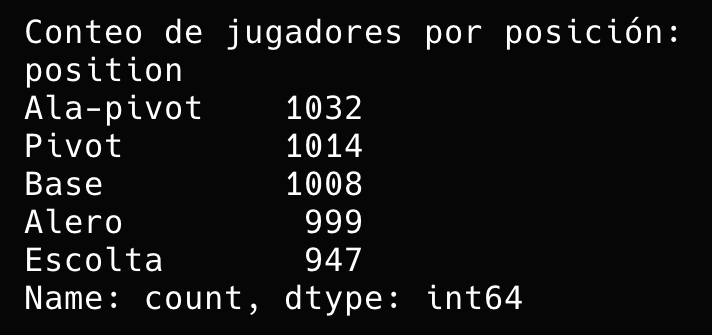 Conteo de jugadores por posición:
position
Ala-pivot    1032
Pivot        1014
Base         1008
Alero         999
Escolta       947
Name: count, dtype: int64